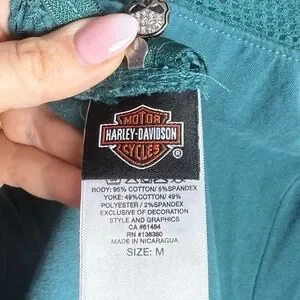 MOTOR
HARLEY-DAVIDSON
CYCLES
®
BODY: 95% COTTON/ 5%SPANDEX
YOKE: 49%COTTON/ 49%
POLYESTER / 2%SPANDEX
EXCLUSIVE OF DECORATION
STYLE AND GRAPHICS
CA #61484
RN #136380
MADE IN NICARAGUA
SIZE: M